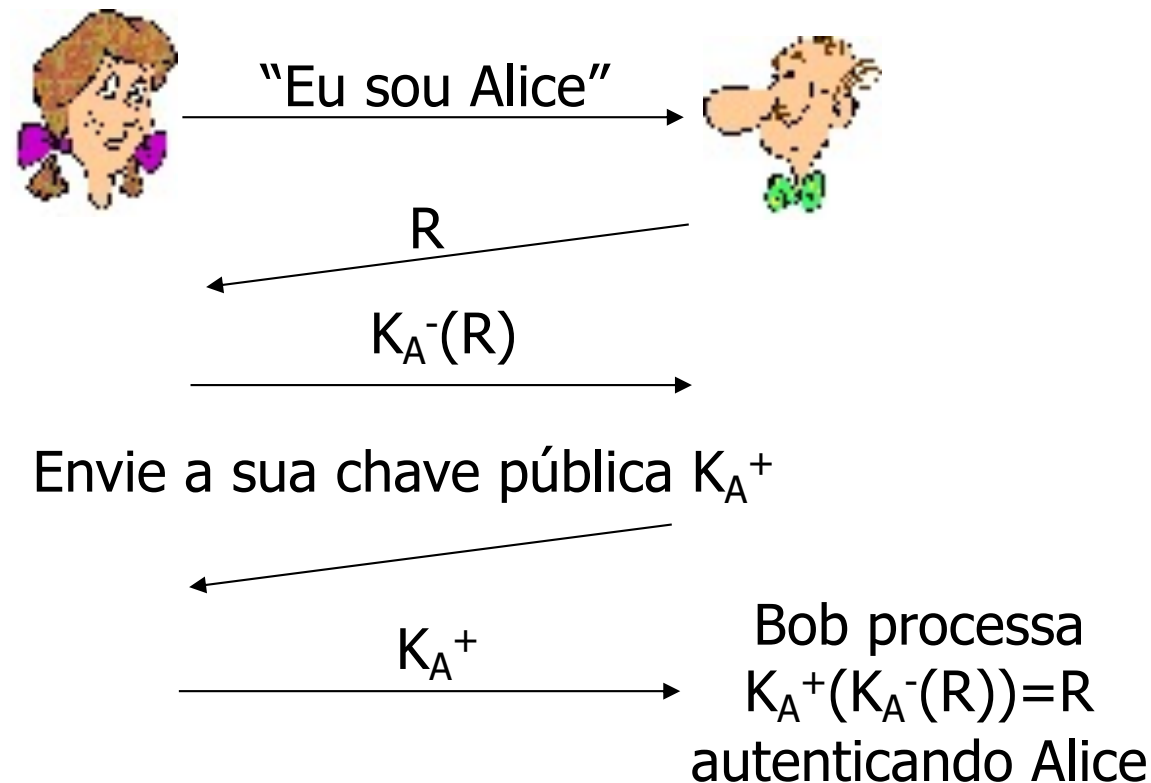 “Eu sou Alice”
R
K_A^-(R)
Envie a sua chave pública K_A^+
K_A^+
Bob processa
K_A^+(K_A^-(R))=R
autenticando Alice